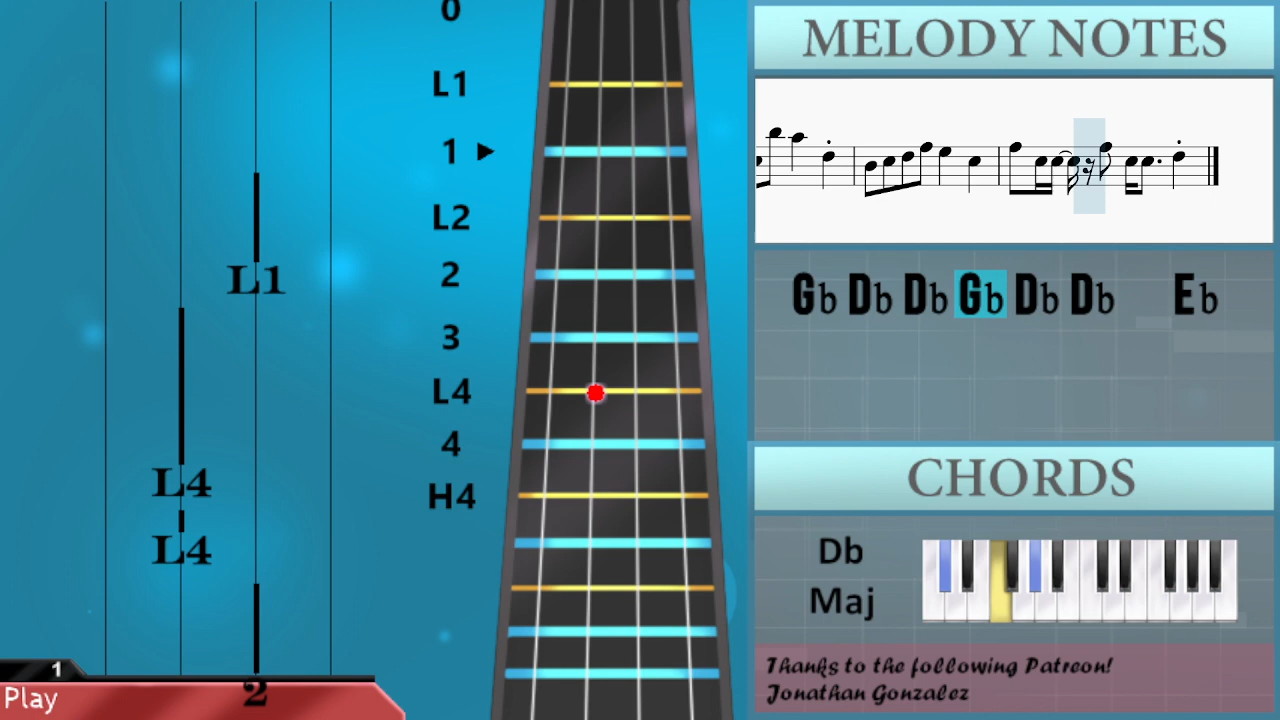 0
L1
1
L2
2
3
L4
4
H4
L1
L4
L4
2
1
Play
MELODY NOTES
Gb Db Db Gb Db Db Eb
CHORDS
Db
Maj
Thanks to the following Patreon!
Jonathan Gonzalez